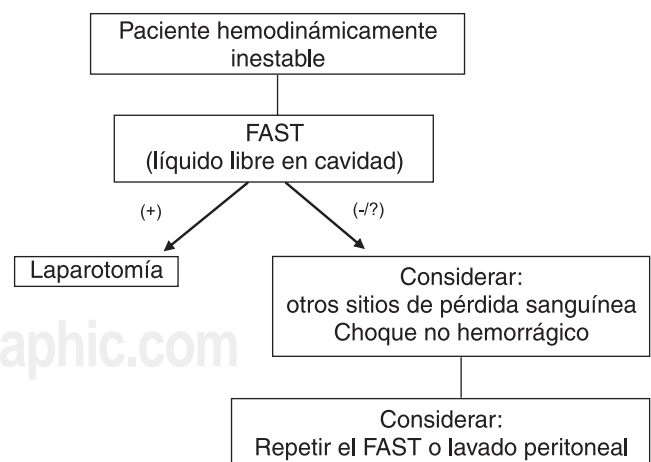 Paciente hemodinámicamente
inestable
FAST
(líquido libre en cavidad)
(+)
(-/?)
Laparotomía
Considerar:
otros sitios de pérdida sanguínea
Choque no hemorrágico
aphic.com
Considerar:
Repetir el FAST o lavado peritoneal